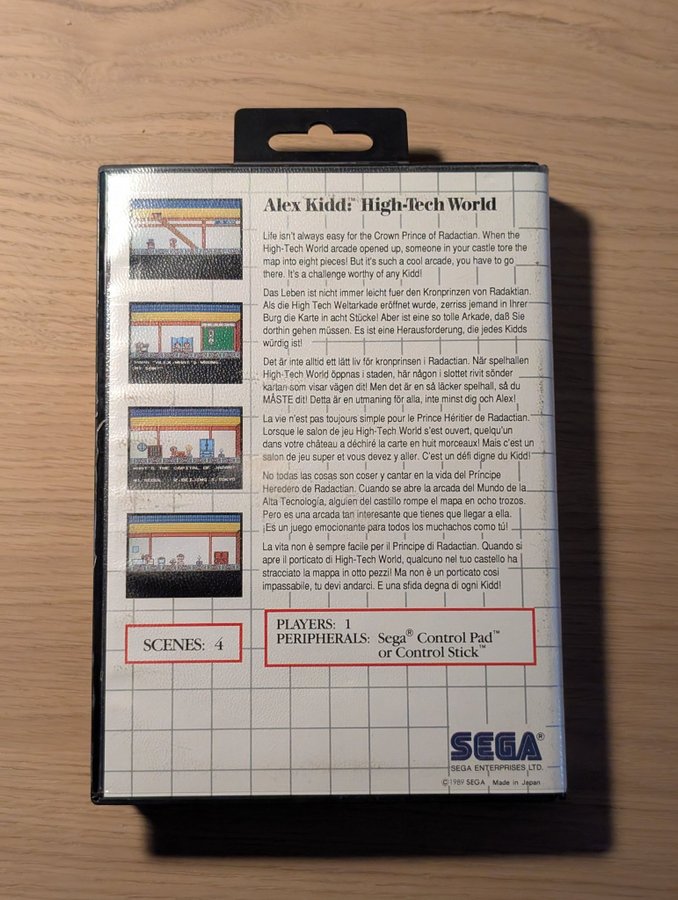 Alex Kidd:™ High-Tech World
Life isn't always easy for the Crown Prince of Radactian. When the
High-Tech World arcade opened up, someone in your castle tore the
map into eight pieces! But it's such a cool arcade, you have to go
there. It's a challenge worthy of any Kidd!
Das Leben ist nicht immer leicht fuer den Kronprinzen von Radaktian.
Als die High Tech Weltarkade eröffnet wurde, zerriss jemand in Ihrer
Burg die Karte in acht Stücke! Aber ist eine so tolle Arkade, daß Sie
dorthin gehen müssen. Es ist eine Herausforderung, die jedes Kidds
würdig ist!
Det är inte alltid ett lätt liv för kronprinsen i Radactian. När spelhallen
High-Tech World öppnas i staden, här någon i slottet rivit sönder
kartan som visar vägen dit! Men det är en så läcker spelhall, så du
MÅSTE dit! Detta är en utmaning för alla, inte minst dig och Alex!
La vie n'est pas toujours simple pour le Prince Héritier de Radactian.
Lorsque le salon de jeu High-Tech World s'est ouvert, quelqu'un
dans votre château a déchiré la carte en huit morceaux! Mais c'est un
salon de jeu super et vous devez y aller. C'est un défi digne du Kidd!
No todas las cosas son coser y cantar en la vida del Príncipe
Heredero de Radactian. Cuando se abre la arcada del Mundo de la
Alta Tecnología, alguien del castillo rompe el mapa en ocho trozos.
Pero es una arcada tan interesante que tienes que llegar a ella.
¡Es un juego emocionante para todos los muchachos como tú!
La vita non è sempre facile per il Principe di Radactian. Quando si
apre il porticato di High-Tech World, qualcuno nel tuo castello ha
stracciato la mappa in otto pezzi! Ma non è un porticato cosi
impassabile, tu devi andarci. E una sfida degna di ogni Kidd!
WHAT'S THE CAPITAL OF JAPAN?
1. SEOUL 2. BEIJING 3. TOKYO
SCENES: 4
PLAYERS: 1
PERIPHERALS: Sega® Control Pad™
or Control Stick™
SEGA®
SEGA ENTERPRISES LTD.
©1989 SEGA Made in Japan